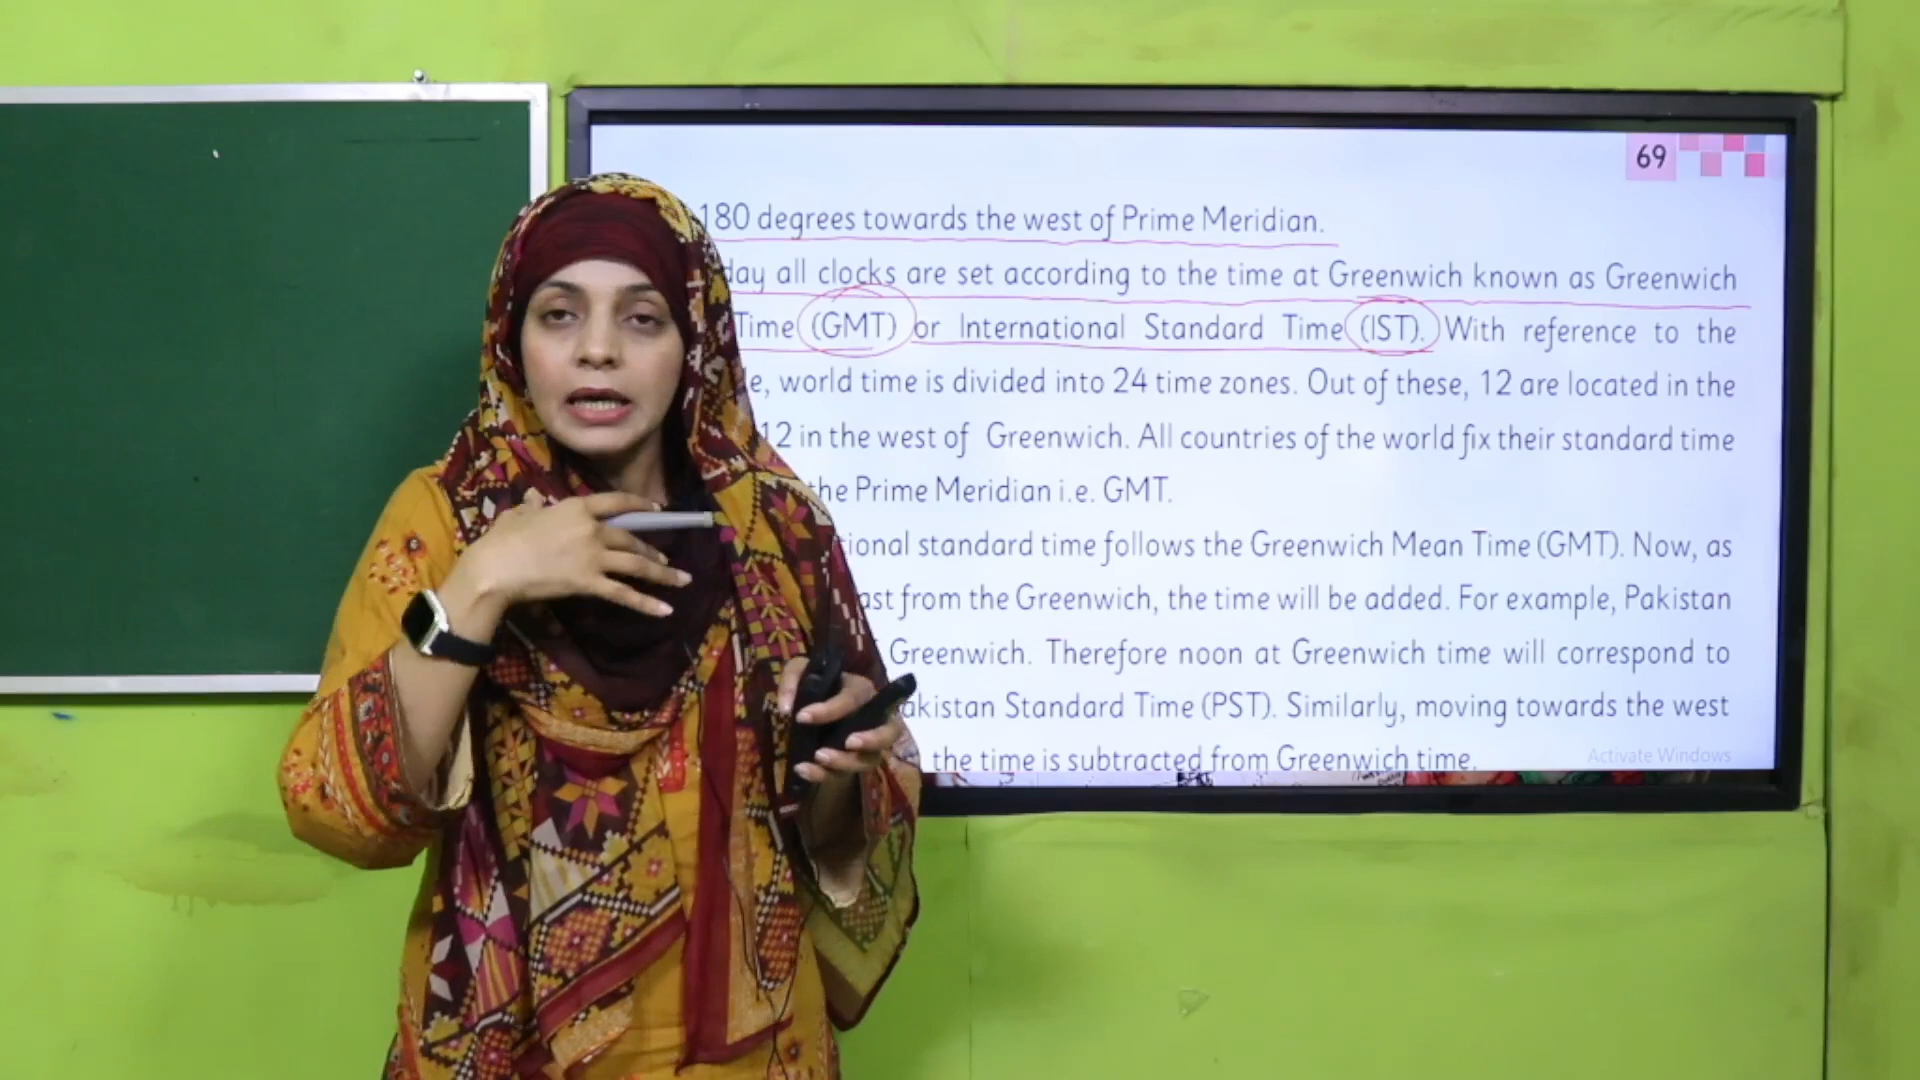 69
180 degrees towards the west of Prime Meridian.
all clocks are set according to the time at Greenwich known as Greenwich
Time (GMT) or International Standard Time (IST). With reference to the
world time is divided into 24 time zones. Out of these, 12 are located in the
12 in the west of Greenwich. All countries of the world fix their standard time
the Prime Meridian i.e. GMT.
standard time follows the Greenwich Mean Time (GMT). Now, as
from the Greenwich, the time will be added. For example, Pakistan
Greenwich. Therefore noon at Greenwich time will correspond to
Pakistan Standard Time (PST). Similarly, moving towards the west
the time is subtracted from Greenwich time.
Activate Windows